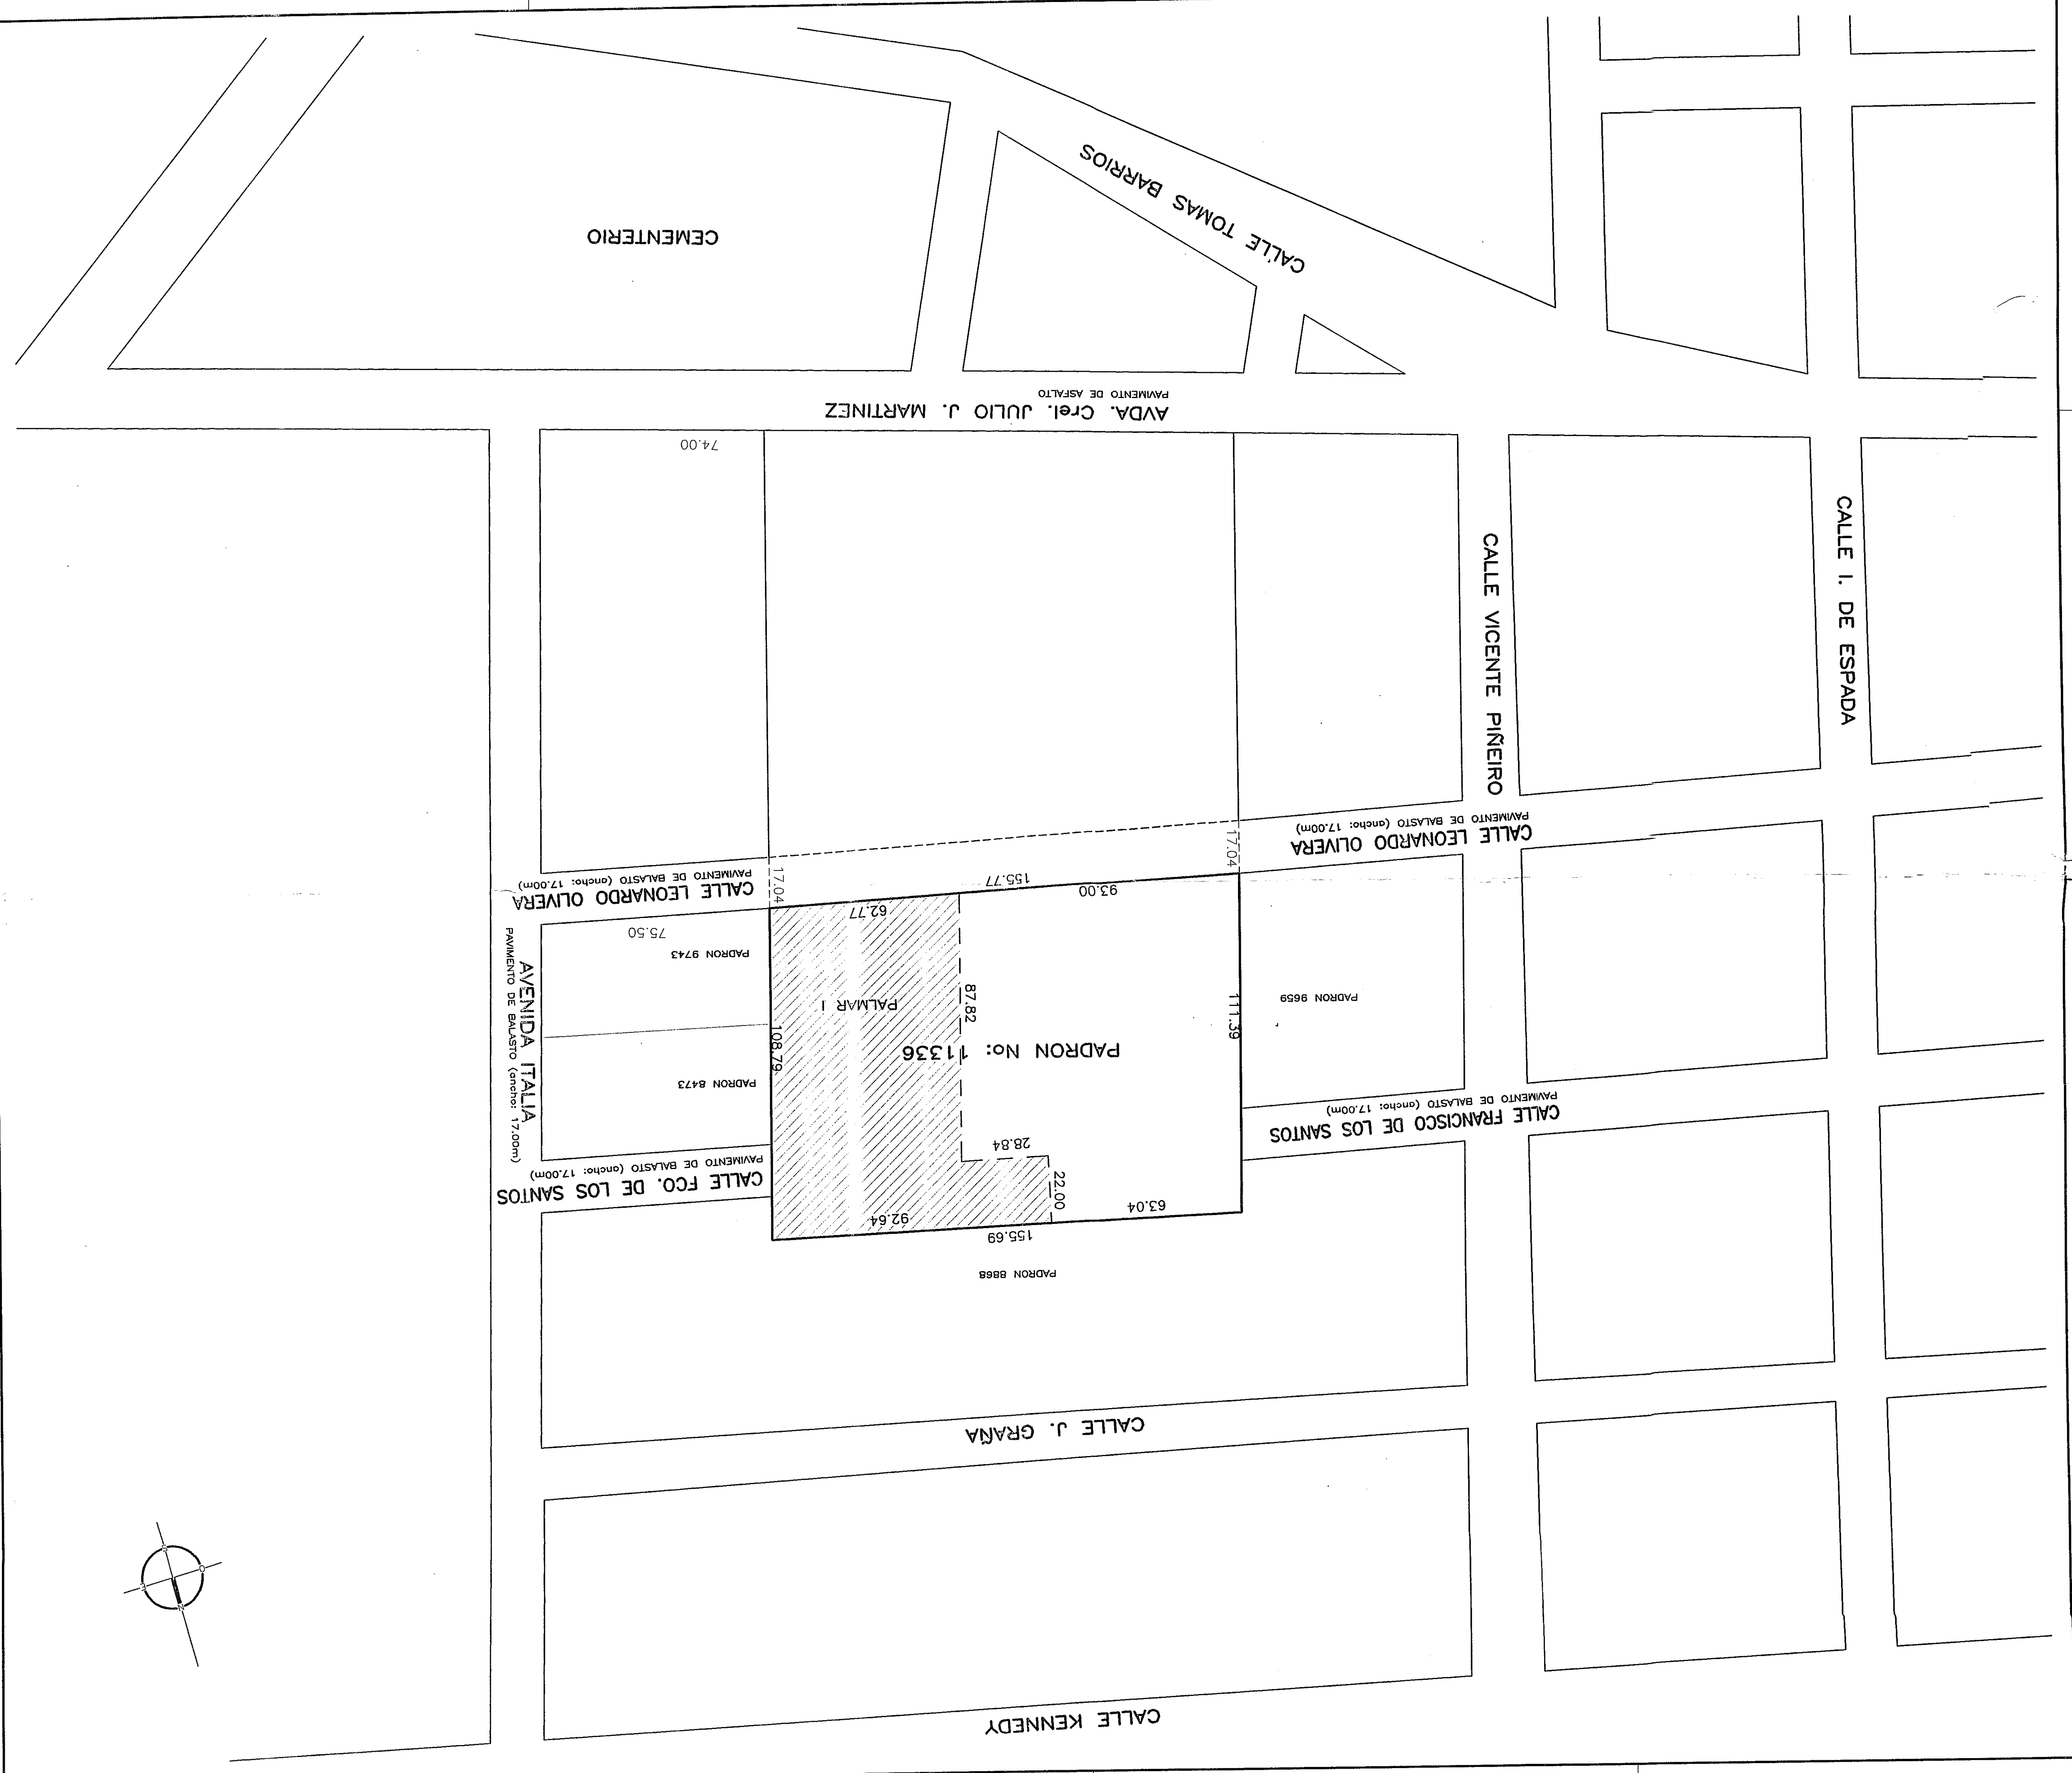 CEMENTERIO
CALLE TOMAS BARRIOS
PAVIMENTO DE ASFALTO
AVDA. Crel. JULIO J. MARTINEZ
74.00
CALLE VICENTE PIÑEIRO
CALLE I. DE ESPADA
CALLE LEONARDO OLIVERA
PAVIMENTO DE BALASTO (ancho: 17.00m)
CALLE LEONARDO OLIVERA
PAVIMENTO DE BALASTO (ancho: 17.00m)
17.04
17.04
155.77
93.00
62.77
75.50
PADRON 9743
AVENIDA ITALIA
PAVIMENTO DE BALASTO (ancho: 17.00m)
PALMAR I
87.82
111.39
PADRON 9659
108.79
PADRON No: 11336
PADRON 8473
CALLE FRANCISCO DE LOS SANTOS
PAVIMENTO DE BALASTO (ancho: 17.00m)
CALLE FCO. DE LOS SANTOS
PAVIMENTO DE BALASTO (ancho: 17.00m)
28.84
22.00
63.04
92.64
155.69
PADRON 8868
CALLE J. GRAÑA
S
O
E
N
CALLE KENNEDY